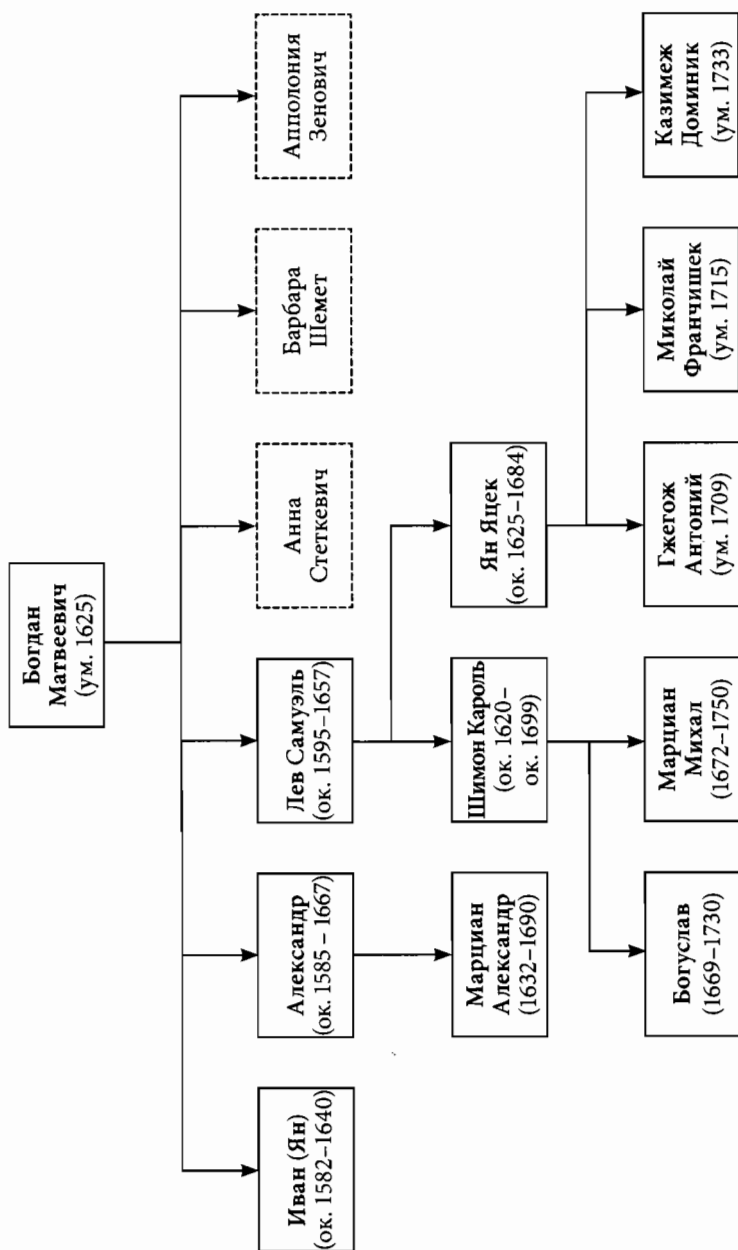 Богдан
Матвеевич
(ум. 1625)
Иван (Ян)
(ок. 1582–1640)
Александр
(ок. 1585 – 1667)
Лев Самуэль
(ок. 1595–1657)
Анна
Стеткевич
Барбара
Шемет
Апполония
Зенович
Марциан
Александр
(1632–1690)
Шимон Кароль
(ок. 1620–
ок. 1699)
Ян Яцек
(ок. 1625–1684)
Богуслав
(1669–1730)
Марциан
Михал
(1672–1750)
Гжегож
Антоний
(ум. 1709)
Миколай
Франчишек
(ум. 1715)
Казимеж
Доминик
(ум. 1733)